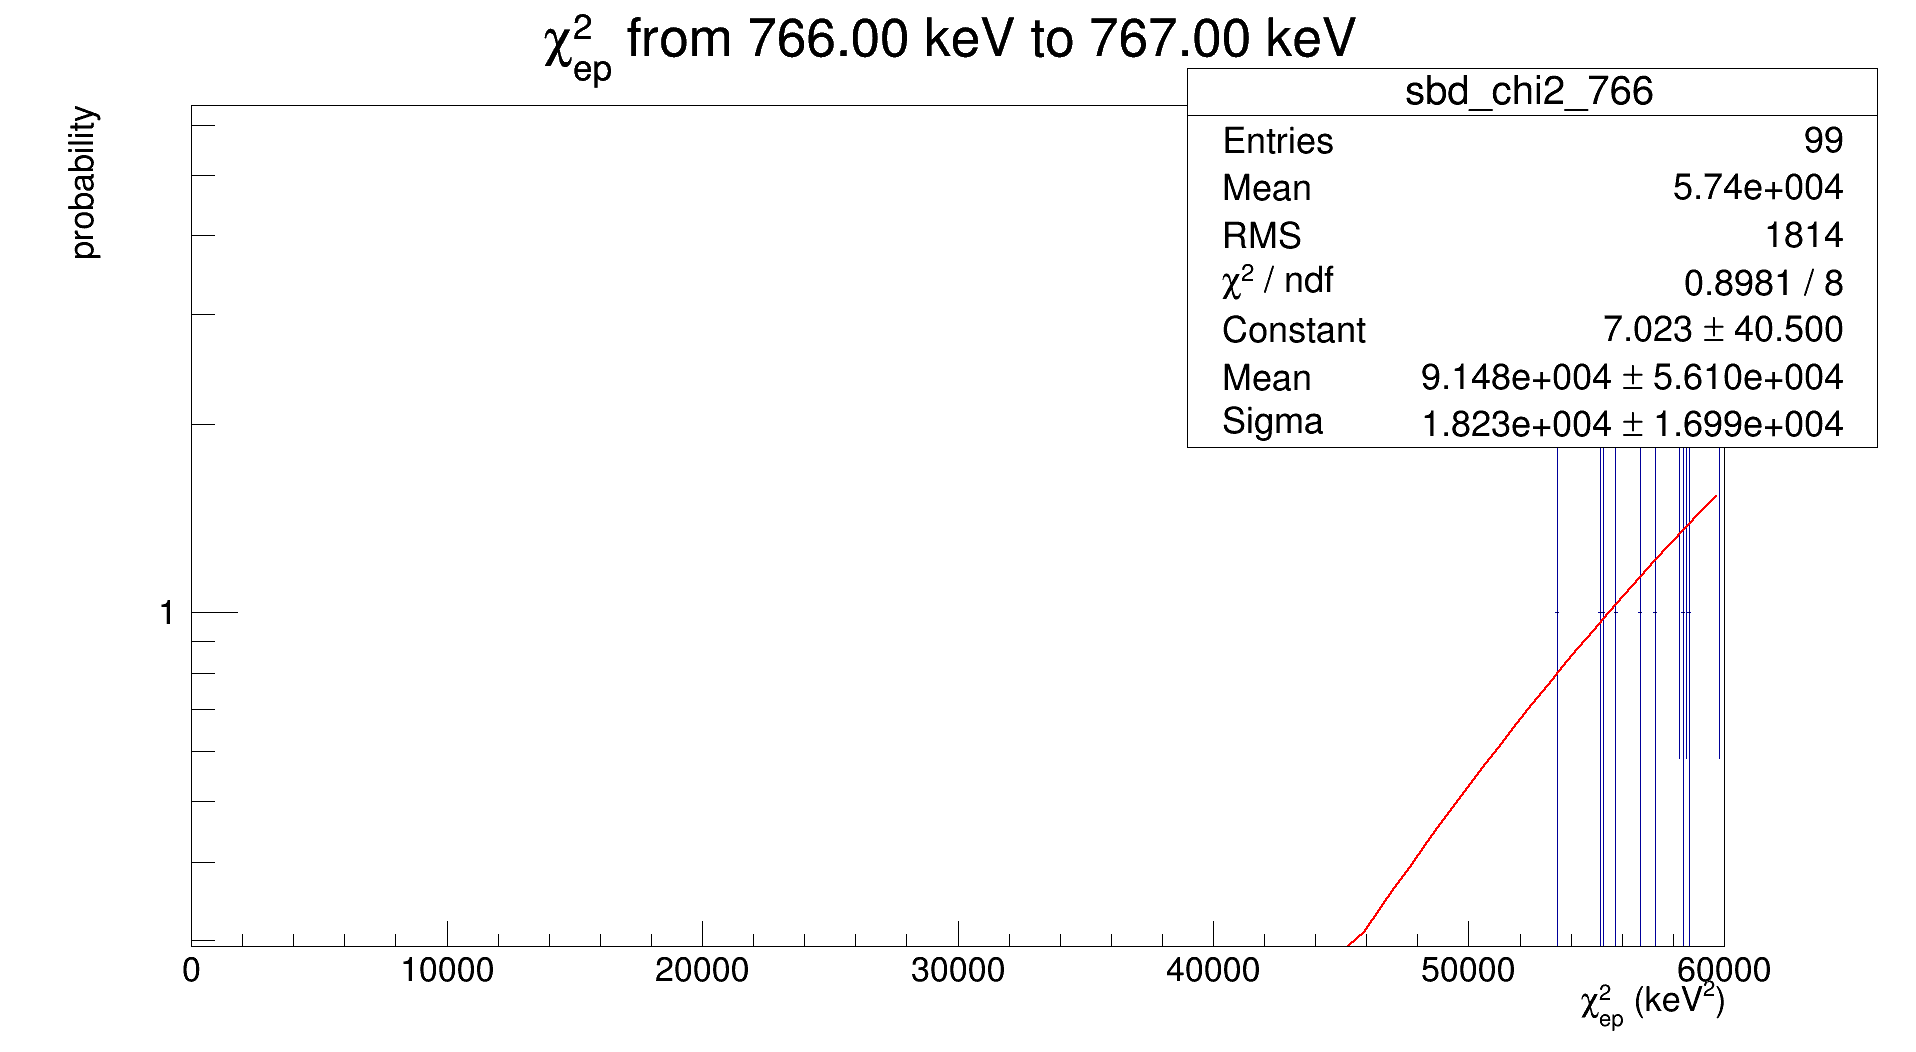 χ²ep from 766.00 keV to 767.00 keV
probability
sbd_chi2_766
Entries 99
Mean 5.74e+004
RMS 1814
χ² / ndf 0.8981 / 8
Constant 7.023 ± 40.500
Mean 9.148e+004 ± 5.610e+004
Sigma 1.823e+004 ± 1.699e+004
1
0 10000 20000 30000 40000 50000 60000
χ²ep (keV²)